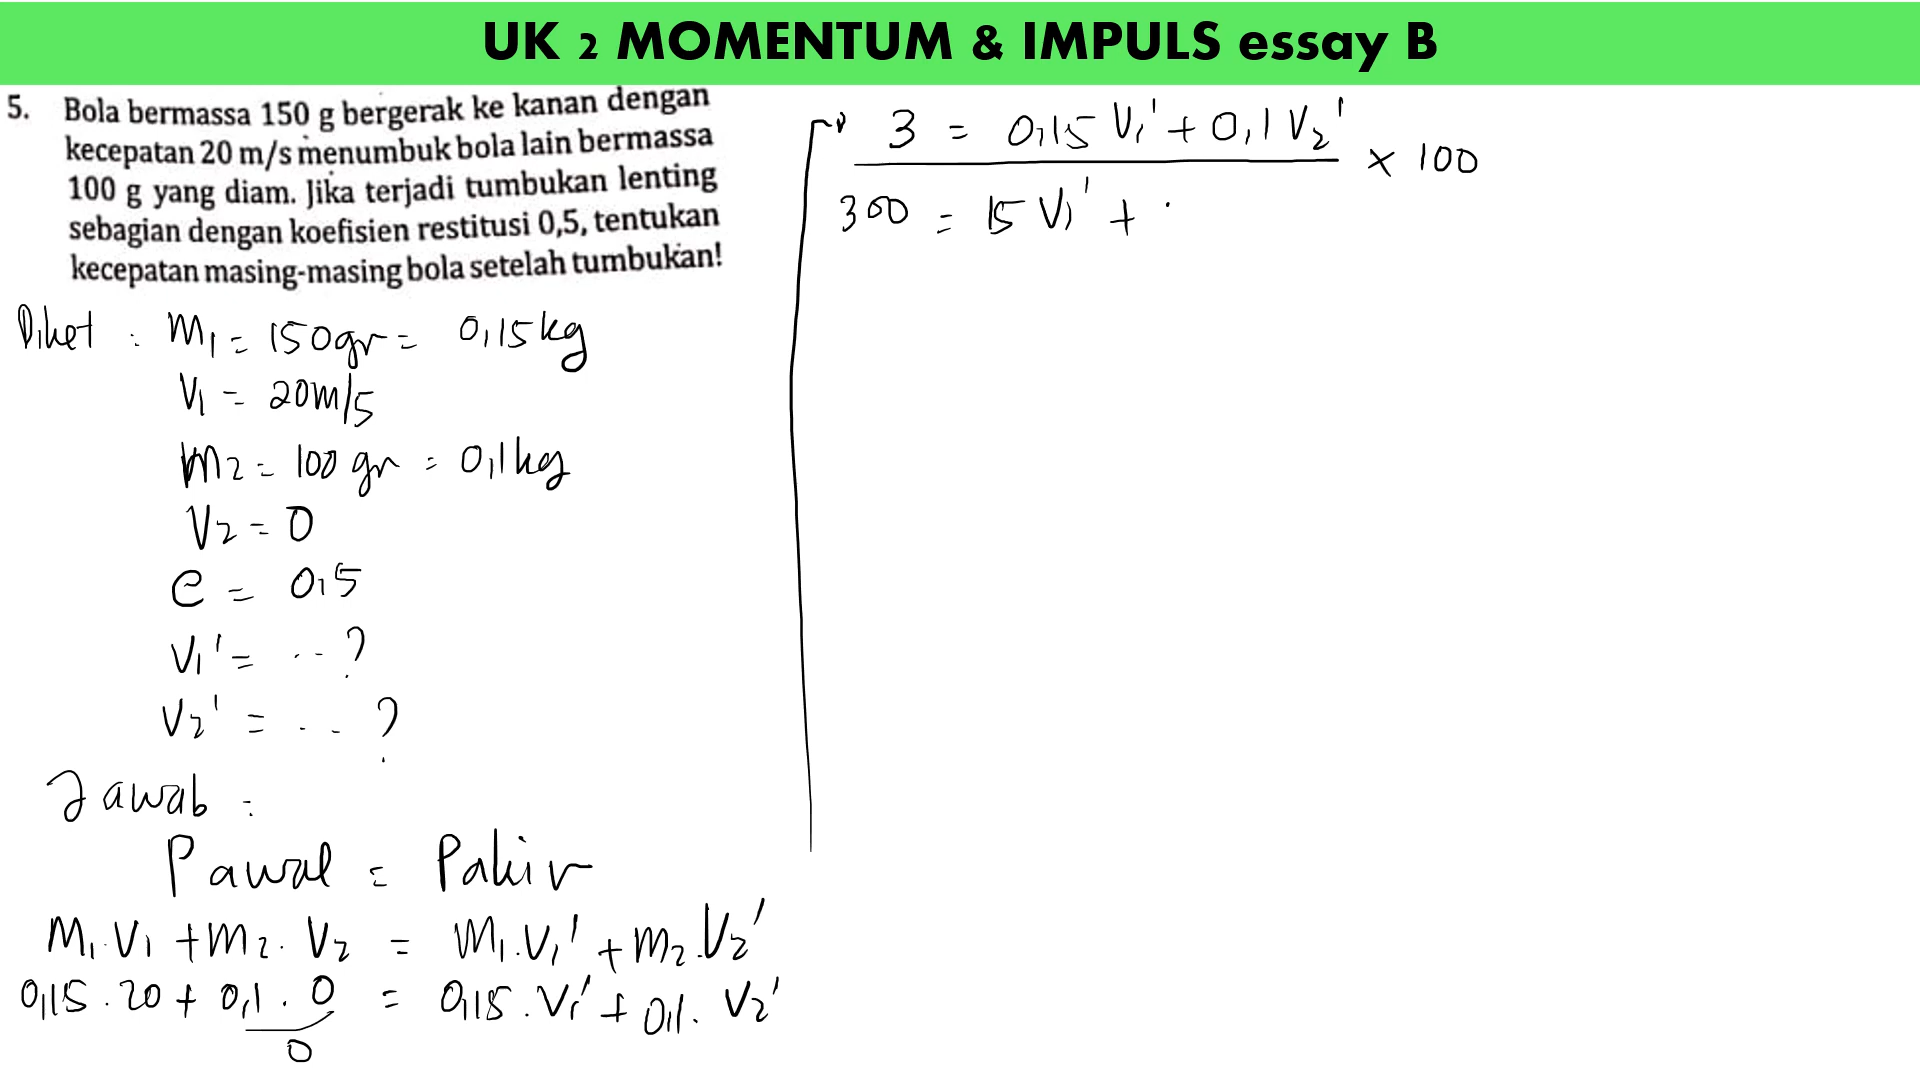 UK 2 MOMENTUM & IMPULS essay B
5. Bola bermassa 150 g bergerak ke kanan dengan
kecepatan 20 m/s menumbuk bola lain bermassa
100 g yang diam. Jika terjadi tumbukan lenting
sebagian dengan koefisien restitusi 0,5, tentukan
kecepatan masing-masing bola setelah tumbukan!
Diket : m1 = 150gr = 0,15kg
V1 = 20m/s
m2 = 100 gr = 0,1kg
V2 = 0
e = 0,5
V1' = ... ?
V2' = ... ?
Jawab :
Pawal = Pakir
M1.V1 + m2.V2 = M1.V1' + m2.V2'
0,15.20 + 0,1.0 = 0,15.V1' + 0,1.V2'
0
3 = 0,15 V1' + 0,1 V2'
× 100
300 = 15 V1' + .